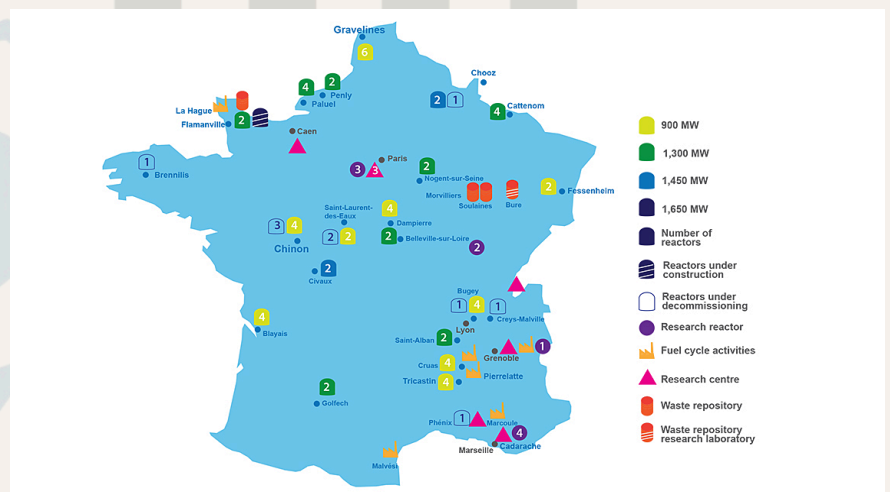 Gravelines
6
Chooz
4
2
Penly
Paluel
2
1
4
Cattenom
La Hague
Flamanville
2
Caen
1
Brennilis
Paris
3
3
2
Nogent-sur-Seine
Morvilliers
Soulaines
Bure
2
Fessenheim
Saint-Laurent-
des-Eaux
4
Dampierre
3
4
Chinon
2
2
2
Belleville-sur-Loire
2
2
Civaux
Bugey
1
4
1
Creys-Malville
Lyon
4
Blayais
Saint-Alban
2
Grenoble
1
Cruas
4
Pierrelatte
Tricastin
4
2
Golfech
Phénix
1
Marcoule
4
Marseille
Cadarache
Malvési
900 MW
1,300 MW
1,450 MW
1,650 MW
Number of
reactors
Reactors under
construction
Reactors under
decommissioning
Research reactor
Fuel cycle activities
Research centre
Waste repository
Waste repository
research laboratory